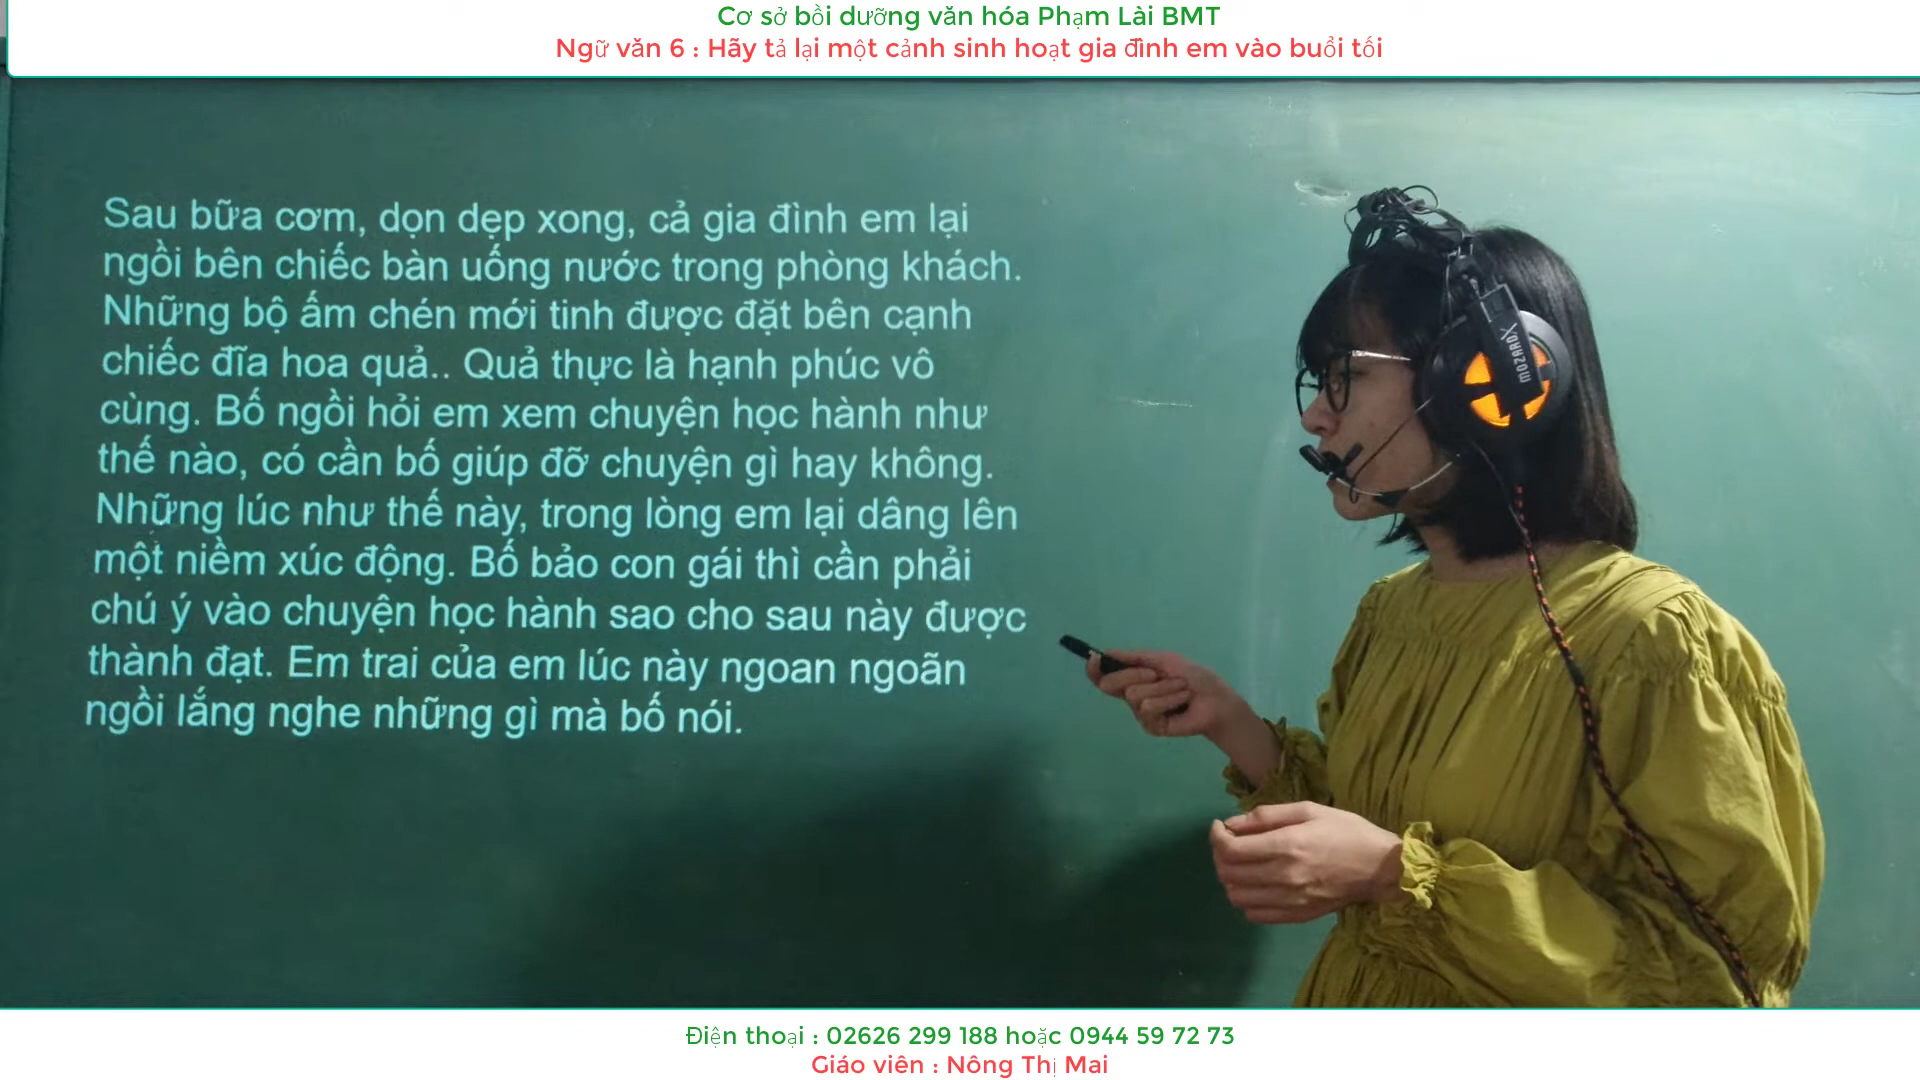 Cơ sở bồi dưỡng văn hóa Phạm Lài BMT
Ngữ văn 6 : Hãy tả lại một cảnh sinh hoạt gia đình em vào buổi tối
Sau bữa cơm, dọn dẹp xong, cả gia đình em lại
ngồi bên chiếc bàn uống nước trong phòng khách.
Những bộ ấm chén mới tinh được đặt bên cạnh
chiếc đĩa hoa quả.. Quả thực là hạnh phúc vô
cùng. Bố ngồi hỏi em xem chuyện học hành như
thế nào, có cần bố giúp đỡ chuyện gì hay không.
Những lúc như thế này, trong lòng em lại dâng lên
một niềm xúc động. Bố bảo con gái thì cần phải
chú ý vào chuyện học hành sao cho sau này được
thành đạt. Em trai của em lúc này ngoan ngoãn
ngồi lắng nghe những gì mà bố nói.
MOZARDX
Điện thoại : 02626 299 188 hoặc 0944 59 72 73
Giáo viên : Nông Thị Mai